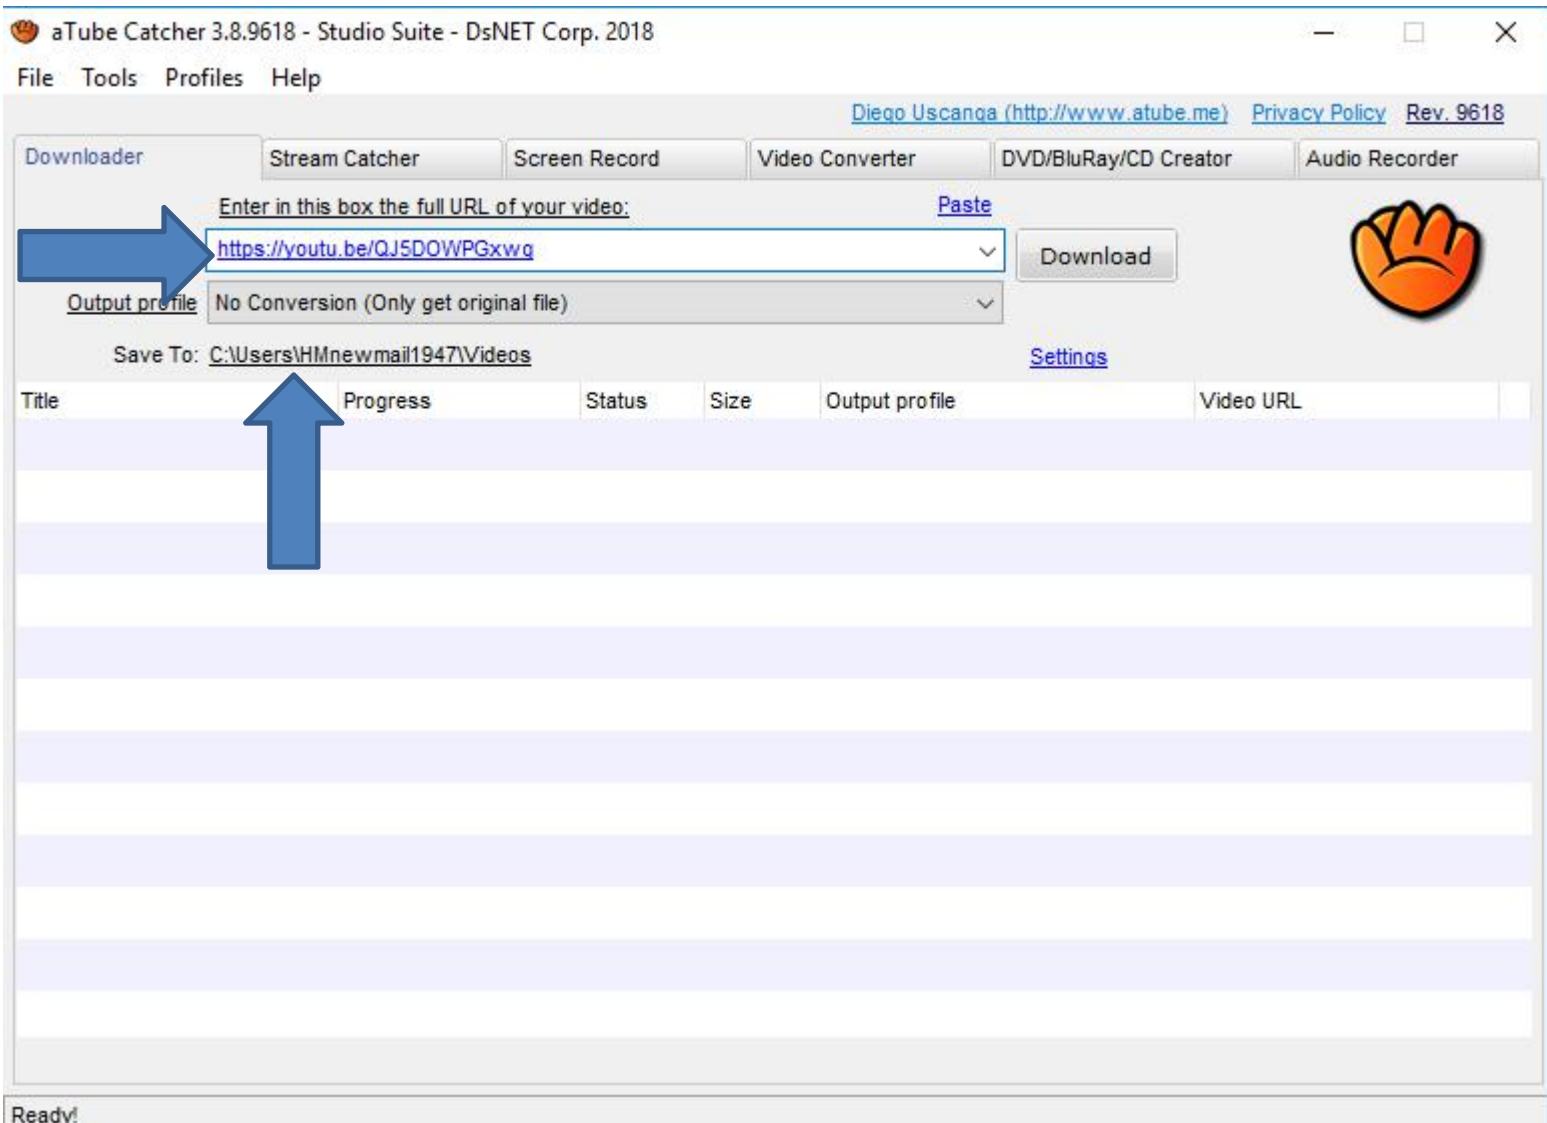 aTube Catcher 3.8.9618 - Studio Suite - DsNET Corp. 2018
File Tools Profiles Help
Diego Uscanga (http://www.atube.me) Privacy Policy Rev. 9618
Downloader Stream Catcher Screen Record Video Converter DVD/BluRay/CD Creator Audio Recorder
Enter in this box the full URL of your video: Paste
https://youtu.be/QJ5DOWPGxwg Download
Output profile No Conversion (Only get original file)
Save To: C:\Users\HMnewmail1947\Videos Settings
Title Progress Status Size Output profile Video URL
Ready!